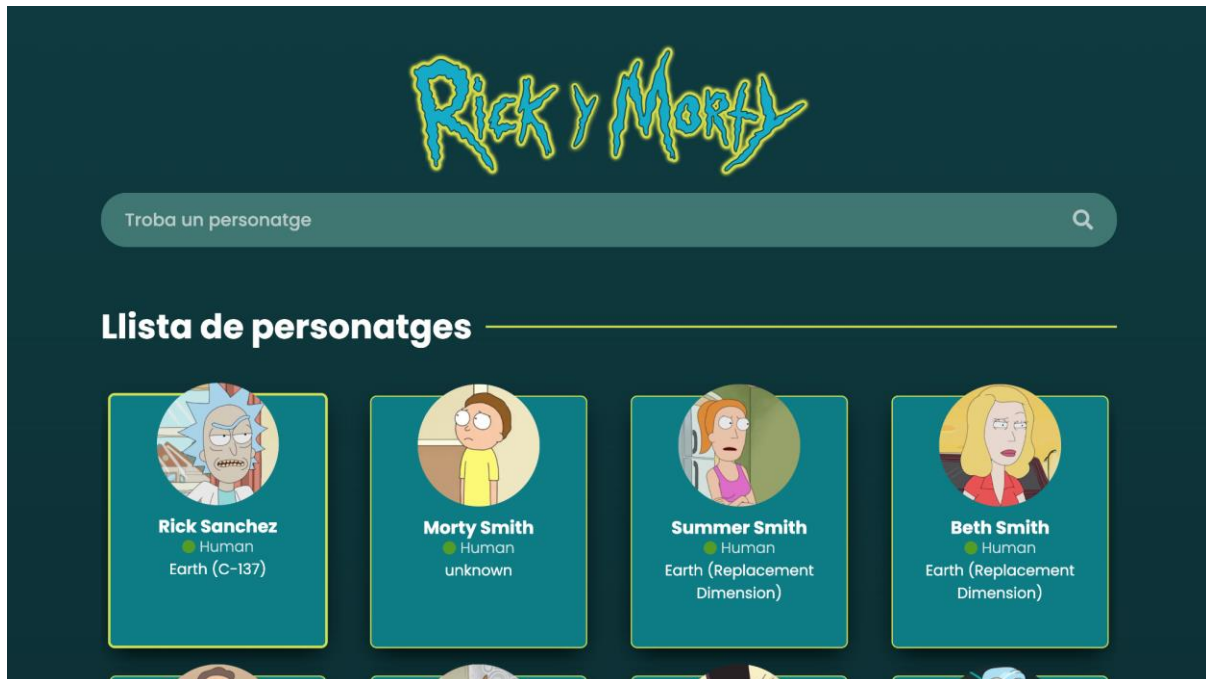 Rick y Morty
Troba un personatge
Llista de personatges
Rick Sanchez
Human
Earth (C-137)
Morty Smith
Human
unknown
Summer Smith
Human
Earth (Replacement
Dimension)
Beth Smith
Human
Earth (Replacement
Dimension)